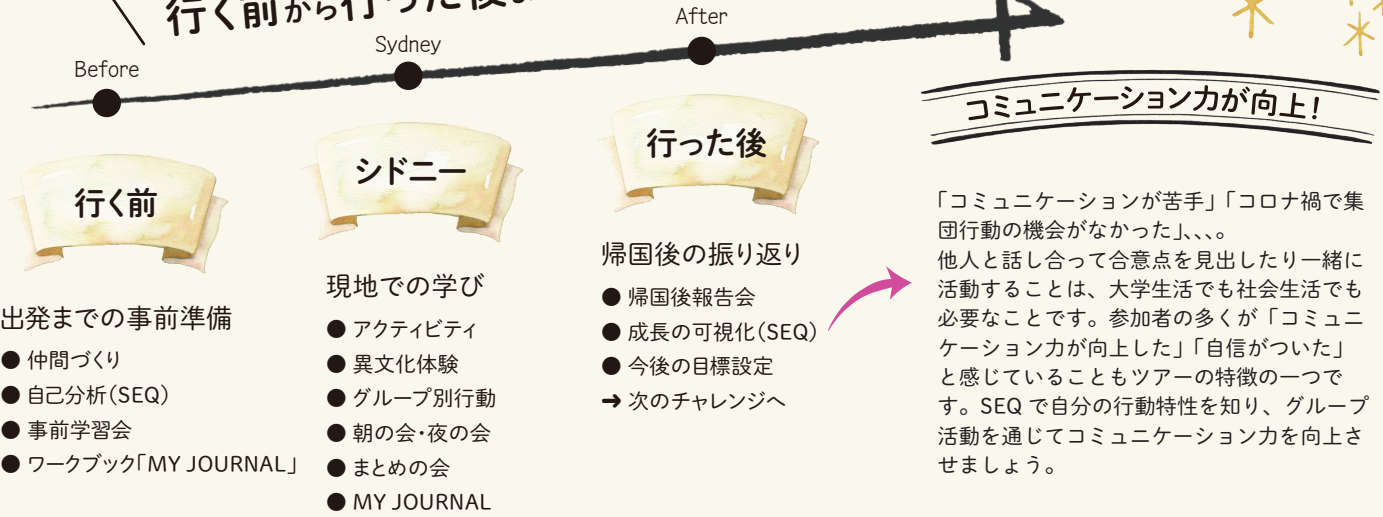 行く前から行った後
Before
Sydney
After
行く前
出発までの事前準備
● 仲間づくり
● 自己分析(SEQ)
● 事前学習会
● ワークブック「MY JOURNAL」
シドニー
現地での学び
● アクティビティ
● 異文化体験
● グループ別行動
● 朝の会・夜の会
● まとめの会
● MY JOURNAL
行った後
帰国後の振り返り
● 帰国後報告会
● 成長の可視化(SEQ)
● 今後の目標設定
➜ 次のチャレンジへ
コミュニケーション力が向上!
「コミュニケーションが苦手」「コロナ禍で集
団行動の機会がなかった」、、、。
他人と話し合って合意点を見出したり一緒に
活動することは、大学生活でも社会生活でも
必要なことです。参加者の多くが「コミュニ
ケーション力が向上した」「自信がついた」
と感じていることもツアーの特徴の一つで
す。SEQ で自分の行動特性を知り、グループ
活動を通じてコミュニケーション力を向上さ
せましょう。